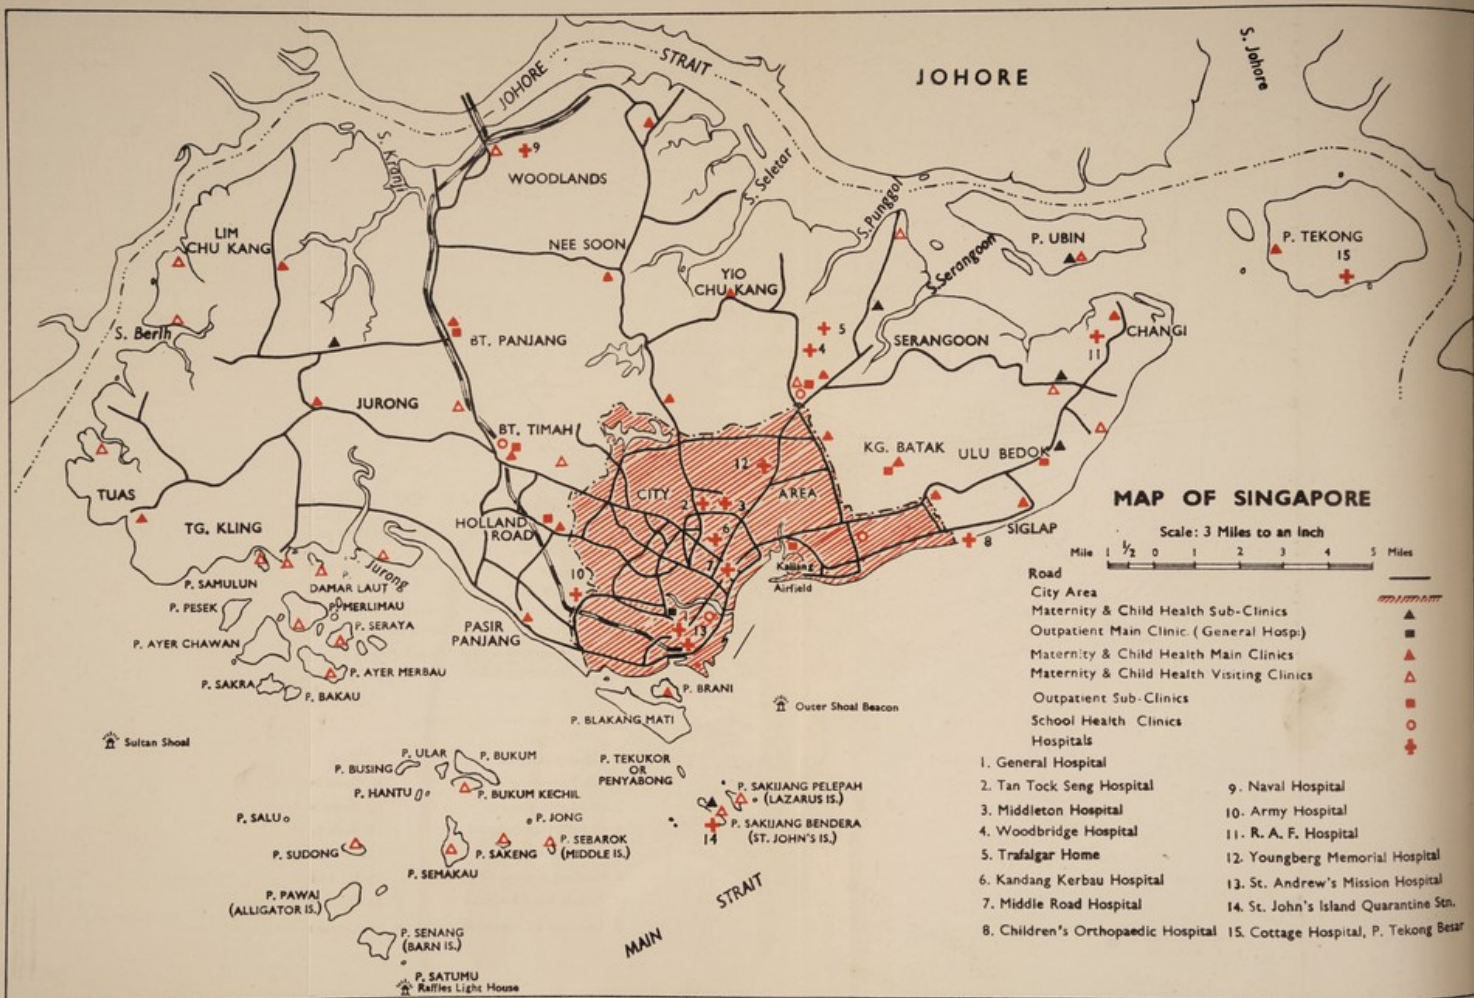 JOHORE STRAIT
JOHORE
S. Johore
S. Kranji
9
WOODLANDS
S. Seletar
S. Punggol
LIM
CHU KANG
NEE SOON
P. UBIN
P. TEKONG
15
YIO
CHU KANG
S. Serangoon
S. Berih
BT. PANJANG
5
4
SERANGOON
11
CHANGI
JURONG
BT. TIMAH
KG. BATAK
ULU BEDOK
TUAS
CITY
12
AREA
2
3
TG. KLING
HOLLAND
ROAD
6
SIGLAP
8
7
Kallang
Airfield
S. Jurong
10
P. SAMULUN
P.
DAMAR LAUT
P. PESEK
P. MERLIMAU
P. SERAYA
P. AYER CHAWAN
PASIR
PANJANG
1
13
P. AYER MERBAU
P. SAKRA
P. BAKAU
P. BRANI
P. BLAKANG MATI
Outer Shoal Beacon
Sultan Shoal
P. ULAR
P. BUKUM
P. BUSING
P. HANTU
P. BUKUM KECHIL
P. TEKUKOR
OR
PENYABONG
P. SAKIJANG PELEPAH
(LAZARUS IS.)
P. SALU
P. JONG
P. SAKIJANG BENDERA
(ST. JOHN'S IS.)
14
P. SUDONG
P. SAKENG
P. SEBAROK
(MIDDLE IS.)
P. SEMAKAU
P. PAWAI
(ALLIGATOR IS.)
P. SENANG
(BARN IS.)
MAIN STRAIT
P. SATUMU
Raffles Light House
MAP OF SINGAPORE
Scale: 3 Miles to an Inch
Mile 1 ½ 0 1 2 3 4 5 Miles
Road
City Area
Maternity & Child Health Sub-Clinics
Outpatient Main Clinic. (General Hosp:)
Maternity & Child Health Main Clinics
Maternity & Child Health Visiting Clinics
Outpatient Sub-Clinics
School Health Clinics
Hospitals
1. General Hospital
2. Tan Tock Seng Hospital
3. Middleton Hospital
4. Woodbridge Hospital
5. Trafalgar Home
6. Kandang Kerbau Hospital
7. Middle Road Hospital
8. Children's Orthopaedic Hospital
9. Naval Hospital
10. Army Hospital
11. R. A. F. Hospital
12. Youngberg Memorial Hospital
13. St. Andrew's Mission Hospital
14. St. John's Island Quarantine Stn.
15. Cottage Hospital, P. Tekong Besar